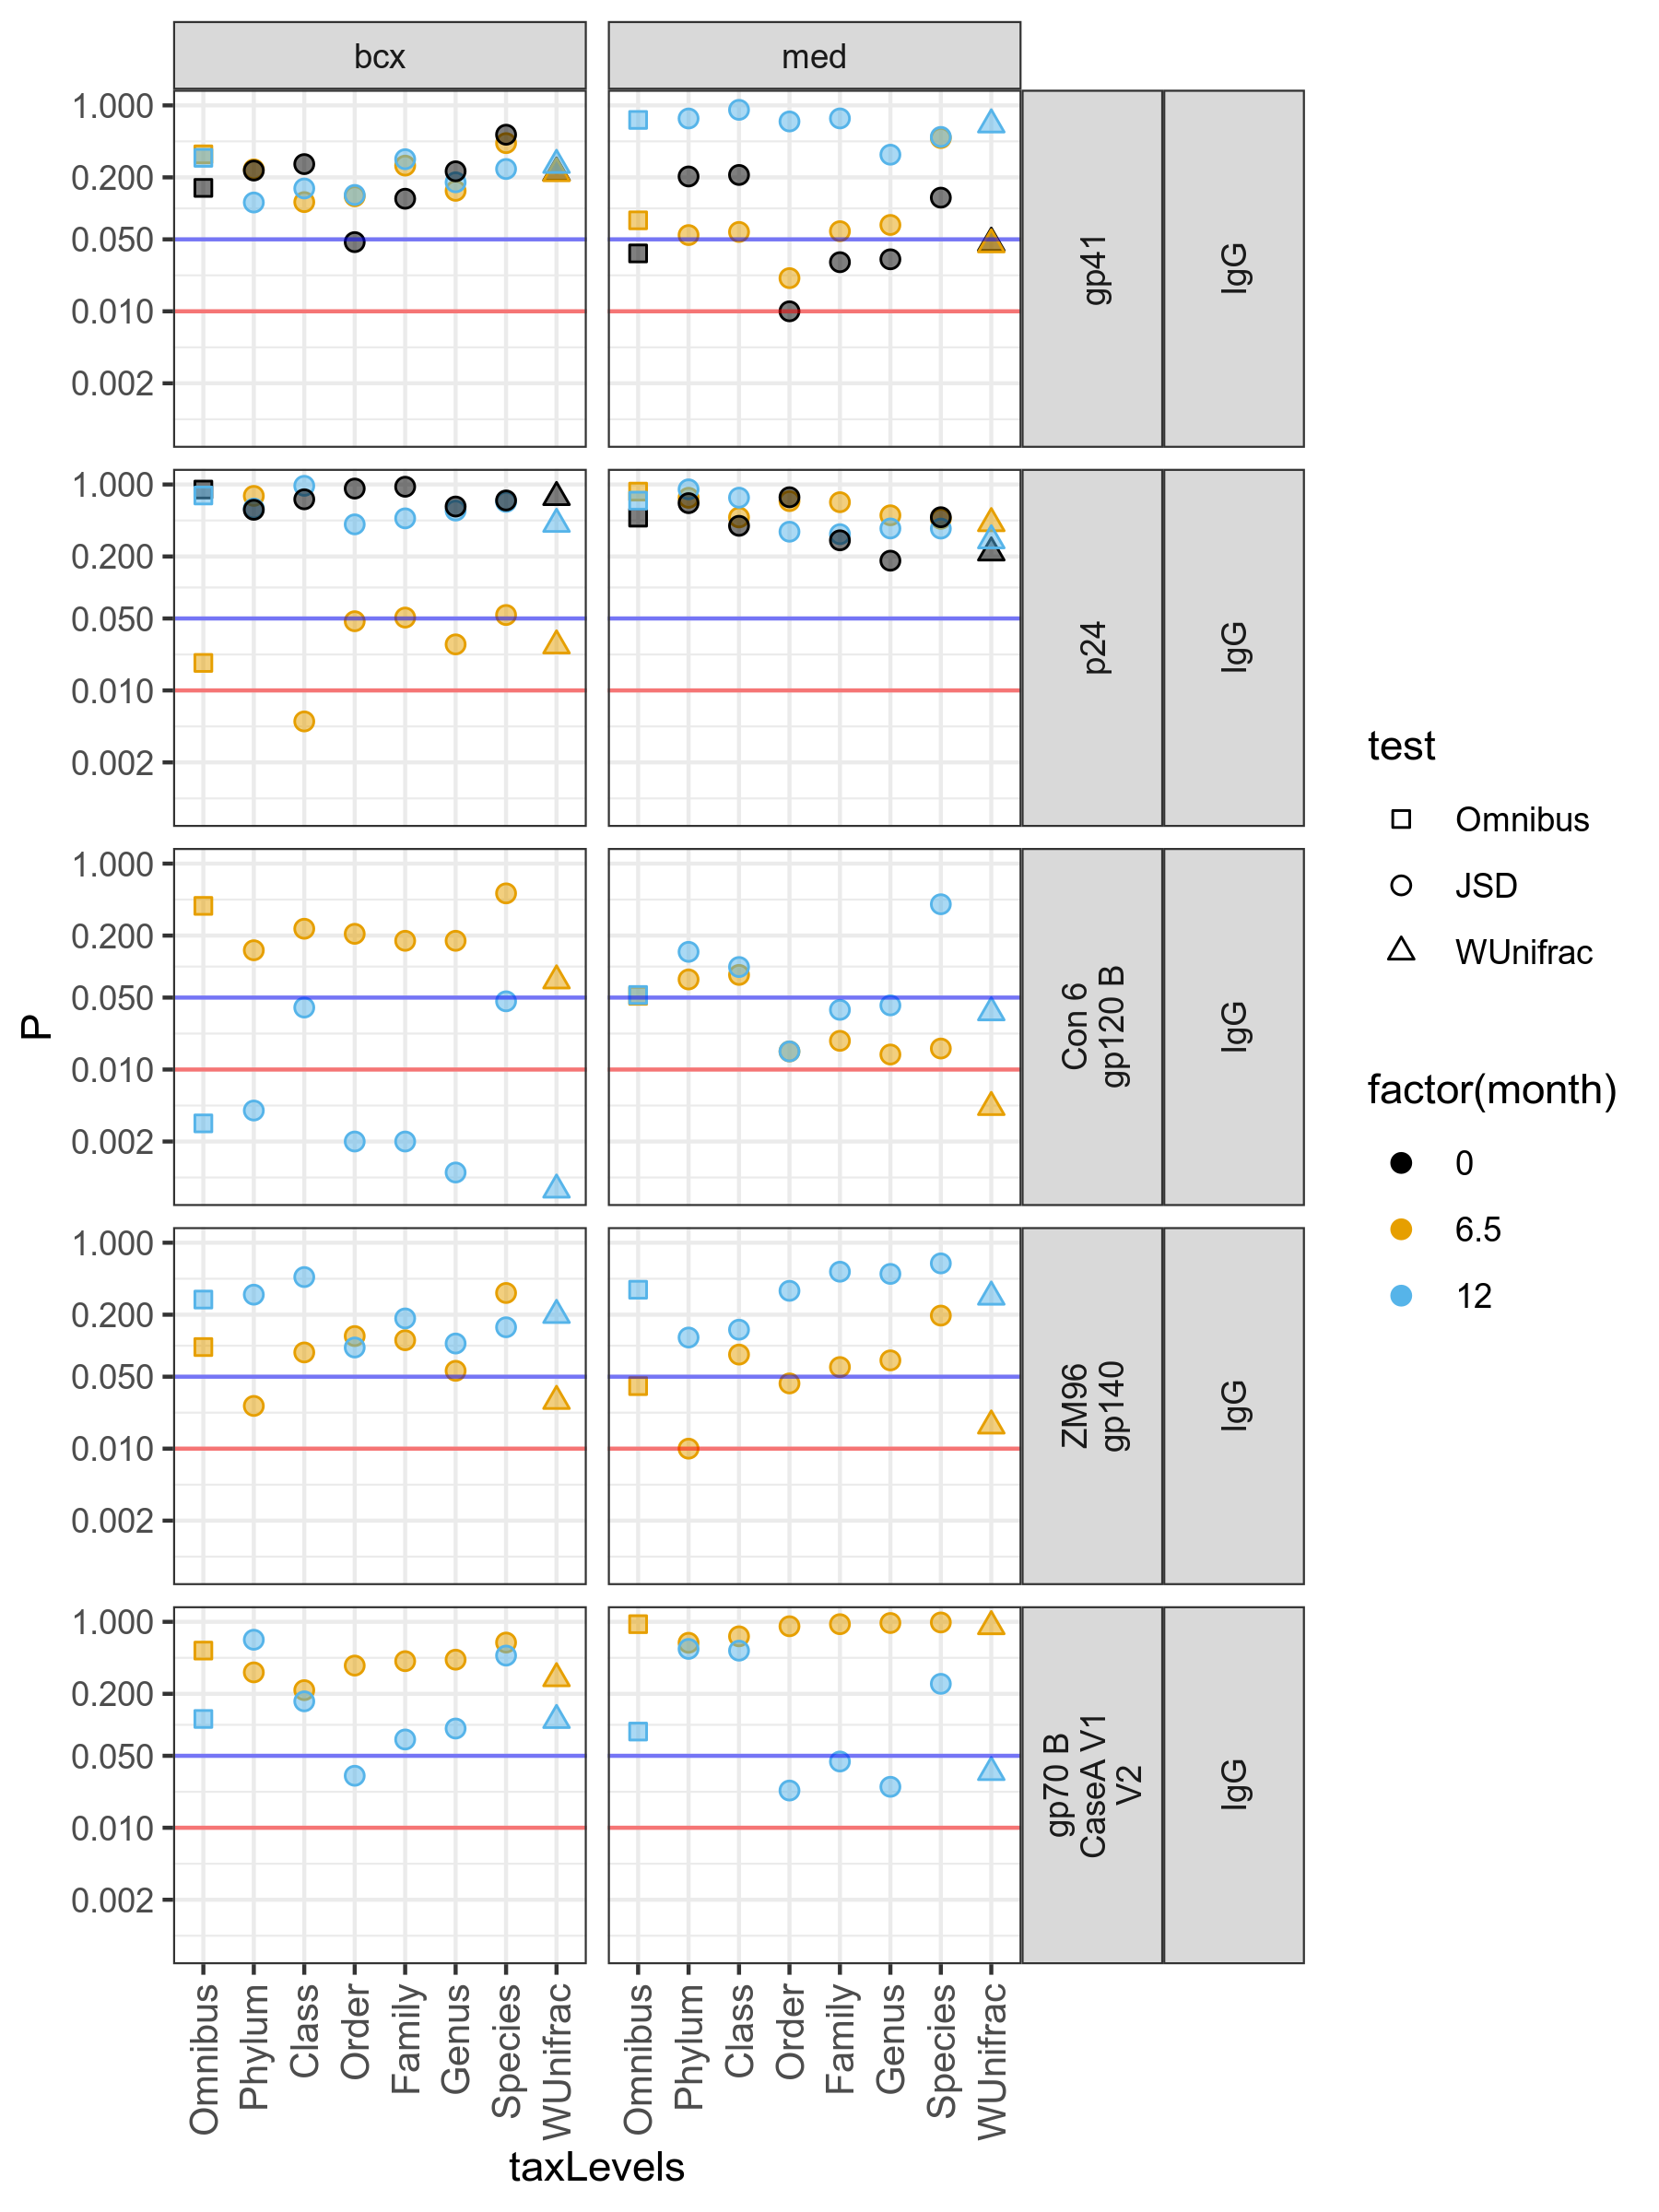 bcx
med
1.000
0.200
0.050
0.010
0.002
gp41
IgG
1.000
0.200
0.050
0.010
0.002
p24
IgG
1.000
0.200
0.050
0.010
0.002
Con 6
gp120 B
IgG
1.000
0.200
0.050
0.010
0.002
ZM96
gp140
IgG
1.000
0.200
0.050
0.010
0.002
gp70 B
CaseA V1
V2
IgG
P
Omnibus
Phylum
Class
Order
Family
Genus
Species
WUnifrac
Omnibus
Phylum
Class
Order
Family
Genus
Species
WUnifrac
taxLevels
test
Omnibus
JSD
WUnifrac
factor(month)
0
6.5
12